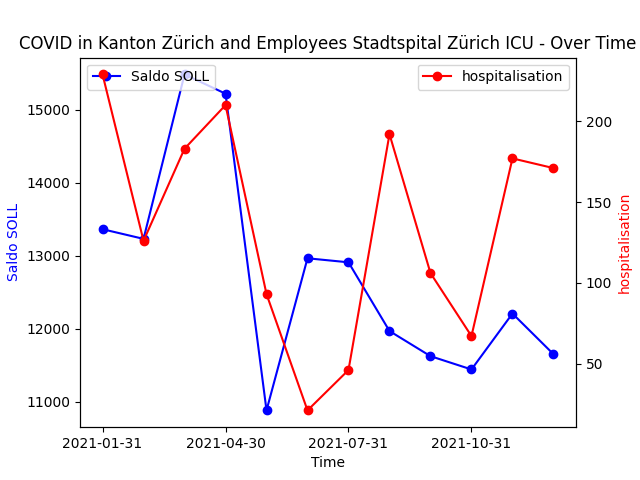 COVID in Kanton Zürich and Employees Stadtspital Zürich ICU - Over Time
Saldo SOLL
hospitalisation
15000
14000
13000
12000
11000
Saldo SOLL
200
150
100
50
hospitalisation
2021-01-31
2021-04-30
2021-07-31
2021-10-31
Time